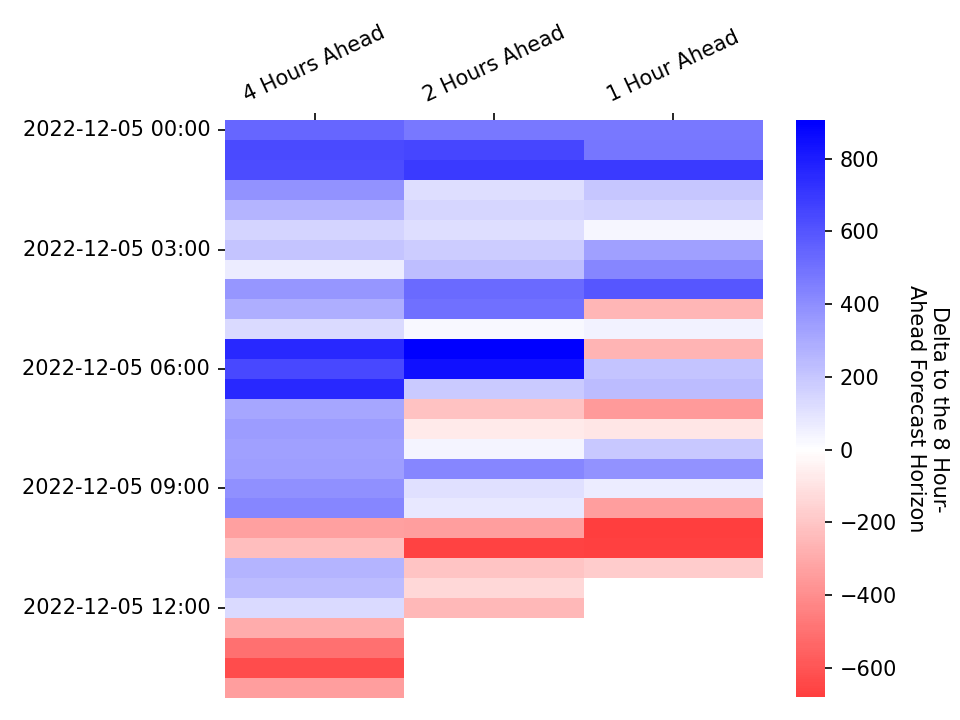 4 Hours Ahead
2 Hours Ahead
1 Hour Ahead
2022-12-05 00:00
2022-12-05 03:00
2022-12-05 06:00
2022-12-05 09:00
2022-12-05 12:00
800
600
400
200
0
−200
−400
−600
Delta to the 8 Hour-
Ahead Forecast Horizon